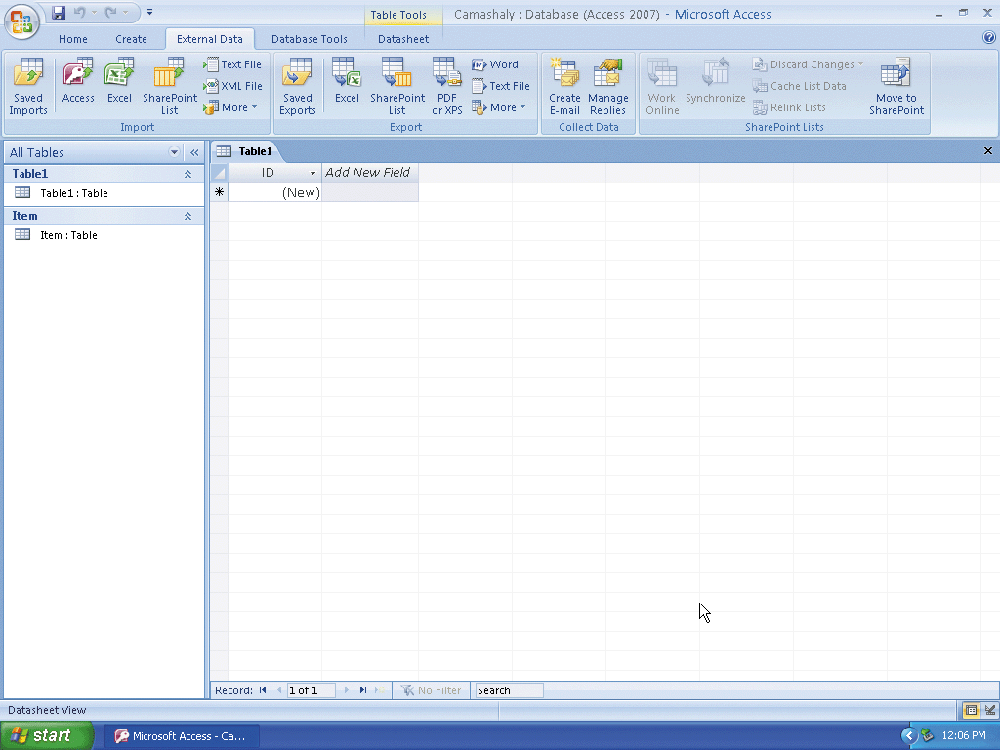 Table Tools
Camashaly : Database (Access 2007) - Microsoft Access
Home Create External Data Database Tools Datasheet
Saved Imports
Access
Excel
SharePoint List
Text File
XML File
More
Import
Saved Exports
Excel
SharePoint List
PDF or XPS
Word
Text File
More
Export
Create E-mail
Manage Replies
Collect Data
Work Online
Synchronize
Discard Changes
Cache List Data
Relink Lists
Move to SharePoint
SharePoint Lists
All Tables
Table1
Table1 : Table
Item
Item : Table
Table1
ID Add New Field
(New)
Record: 1 of 1 No Filter Search
Datasheet View
start
Microsoft Access - Ca...
12:06 PM